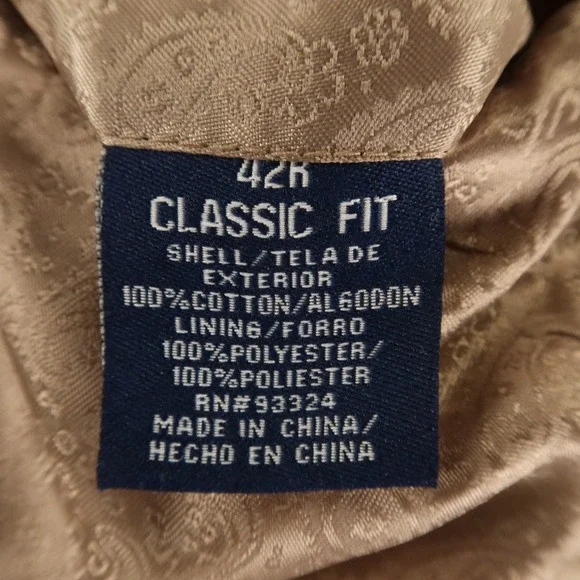 42R
CLASSIC FIT
SHELL/TELA DE
EXTERIOR
100%COTTON/ALGODON
LINING/FORRO
100%POLYESTER/
100%POLIESTER
RN#93324
MADE IN CHINA/
HECHO EN CHINA